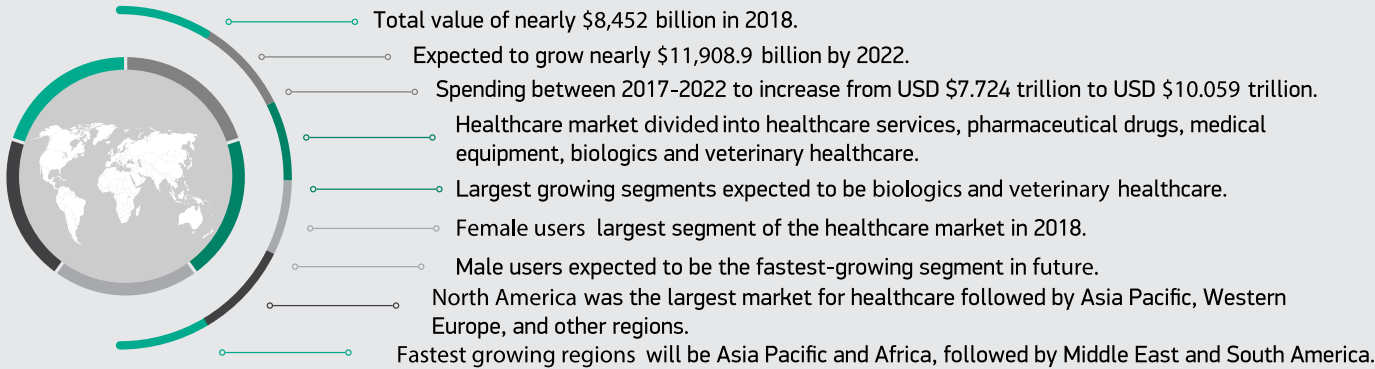 Total value of nearly $8,452 billion in 2018.
Expected to grow nearly $11,908.9 billion by 2022.
Spending between 2017-2022 to increase from USD $7.724 trillion to USD $10.059 trillion.
Healthcare market divided into healthcare services, pharmaceutical drugs, medical
equipment, biologics and veterinary healthcare.
Largest growing segments expected to be biologics and veterinary healthcare.
Female users largest segment of the healthcare market in 2018.
Male users expected to be the fastest-growing segment in future.
North America was the largest market for healthcare followed by Asia Pacific, Western
Europe, and other regions.
Fastest growing regions will be Asia Pacific and Africa, followed by Middle East and South America.